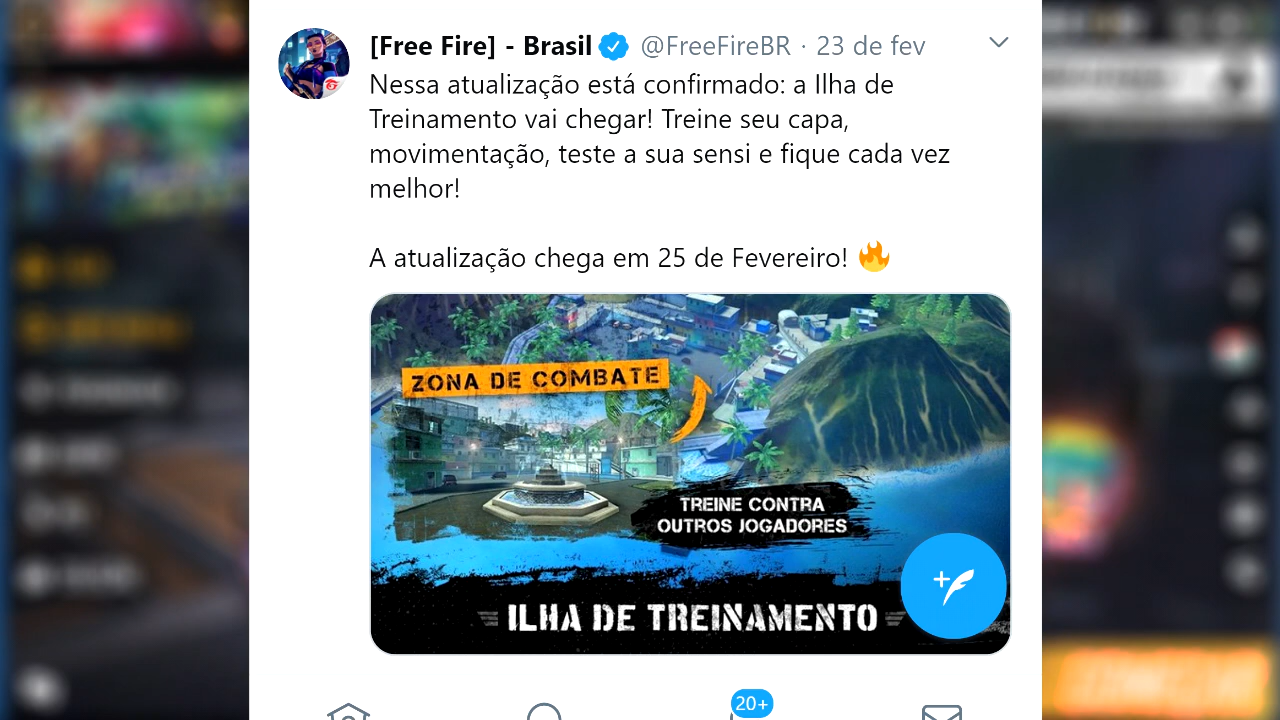 [Free Fire] - Brasil @FreeFireBR · 23 de fev
Nessa atualização está confirmado: a Ilha de
Treinamento vai chegar! Treine seu capa,
movimentação, teste a sua sensi e fique cada vez
melhor!
A atualização chega em 25 de Fevereiro! 🔥
ZONA DE COMBATE
TREINE CONTRA
OUTROS JOGADORES
ILHA DE TREINAMENTO
20+